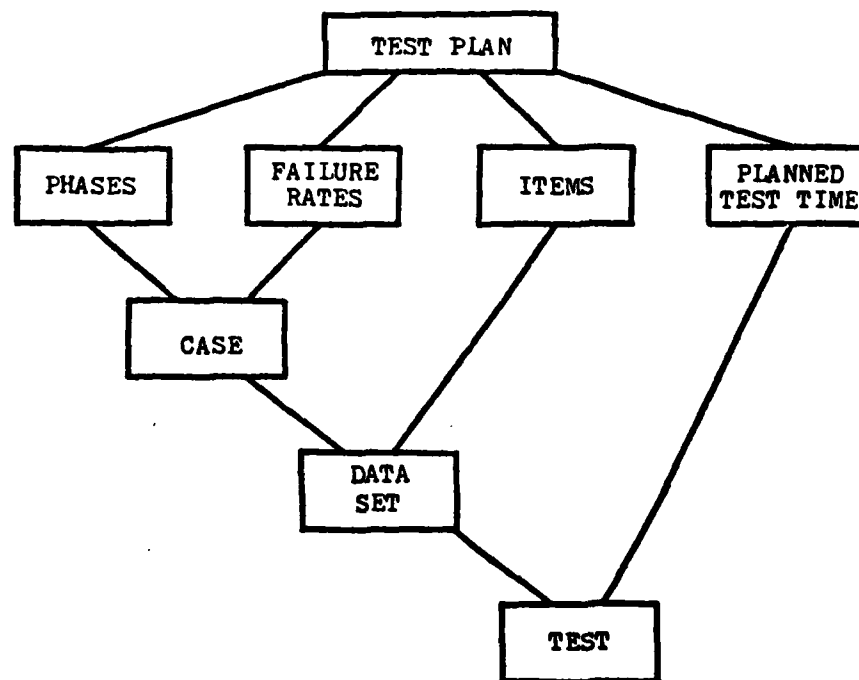 TEST PLAN
PHASES
FAILURE
RATES
ITEMS
PLANNED
TEST TIME
CASE
DATA
SET
TEST